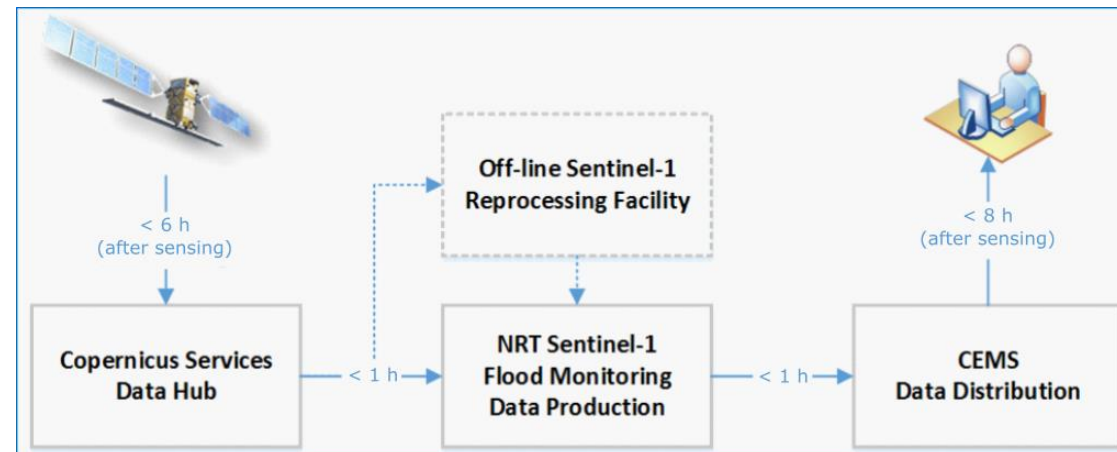 Off-line Sentinel-1
Reprocessing Facility
< 6 h
(after sensing)
< 8 h
(after sensing)
Copernicus Services
Data Hub
< 1 h
NRT Sentinel-1
Flood Monitoring
Data Production
< 1 h
CEMS
Data Distribution